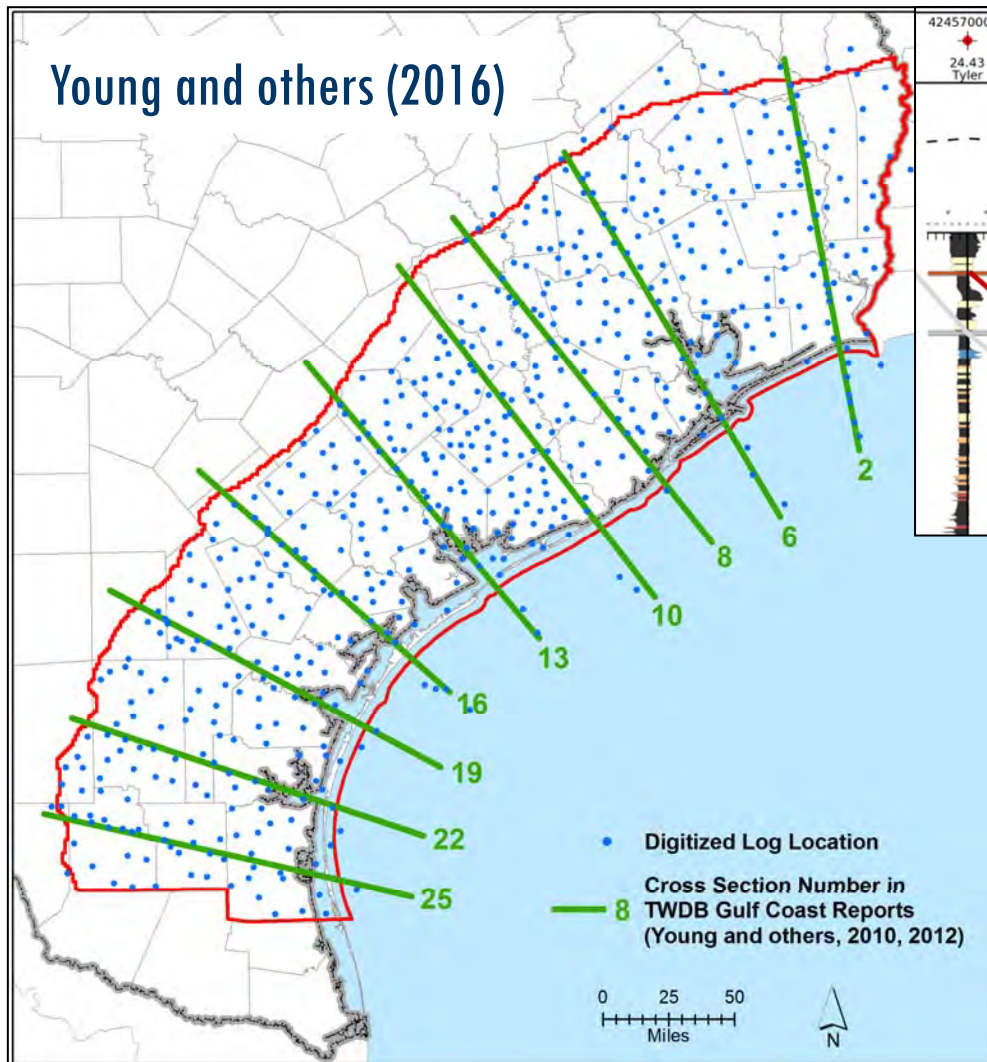 Young and others (2016)
42457000
24.43
Tyler
2
6
8
10
13
16
19
22
25
Digitized Log Location
8 Cross Section Number in
TWDB Gulf Coast Reports
(Young and others, 2010, 2012)
0 25 50
Miles
N